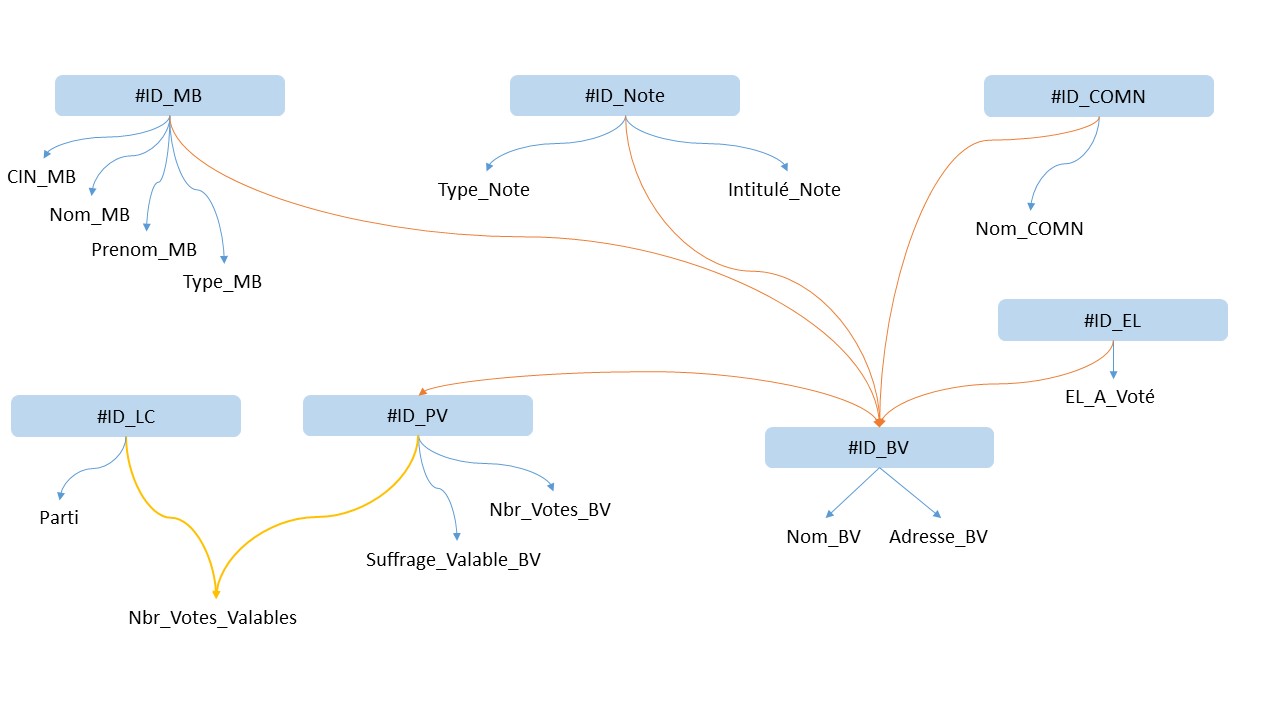 #ID_MB
#ID_Note
#ID_COMN
CIN_MB
Nom_MB
Prenom_MB
Type_MB
Type_Note
Intitulé_Note
Nom_COMN
#ID_EL
EL_A_Voté
#ID_LC
#ID_PV
#ID_BV
Parti
Nbr_Votes_BV
Suffrage_Valable_BV
Nom_BV
Adresse_BV
Nbr_Votes_Valables